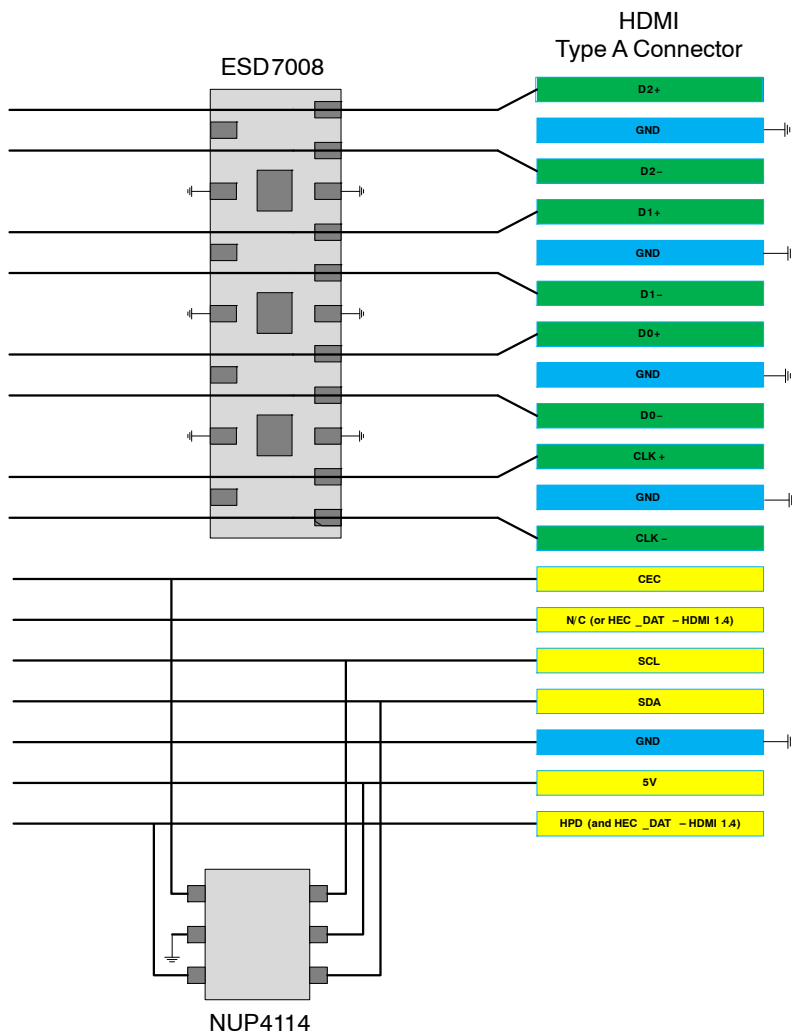 HDMI
Type A Connector
ESD7008
D2+
GND
D2−
D1+
GND
D1−
D0+
GND
D0−
CLK +
GND
CLK −
CEC
N/C (or HEC _DAT – HDMI 1.4)
SCL
SDA
GND
5V
HPD (and HEC _DAT – HDMI 1.4)
NUP4114